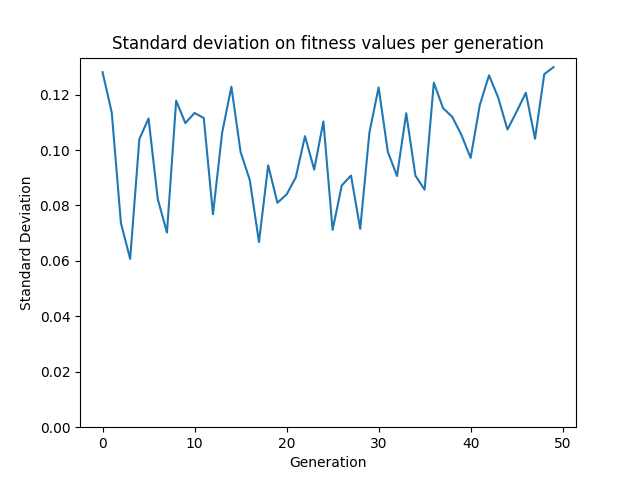 Standard deviation on fitness values per generation
0.12
0.10
0.08
0.06
0.04
0.02
0.00
Standard Deviation
0 10 20 30 40 50
Generation